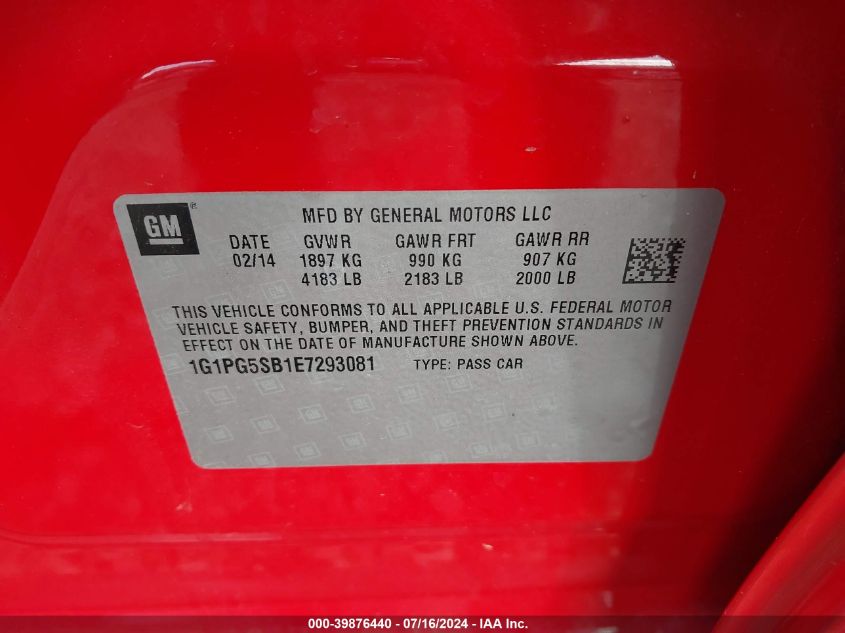 GM ®
MFD BY GENERAL MOTORS LLC
DATE GVWR GAWR FRT GAWR RR
02/14 1897 KG 990 KG 907 KG
4183 LB 2183 LB 2000 LB
THIS VEHICLE CONFORMS TO ALL APPLICABLE U.S. FEDERAL MOTOR
VEHICLE SAFETY, BUMPER, AND THEFT PREVENTION STANDARDS IN
EFFECT ON THE DATE OF MANUFACTURE SHOWN ABOVE.
1G1PG5SB1E7293081 TYPE: PASS CAR
000-39876440 - 07/16/2024 - IAA Inc.